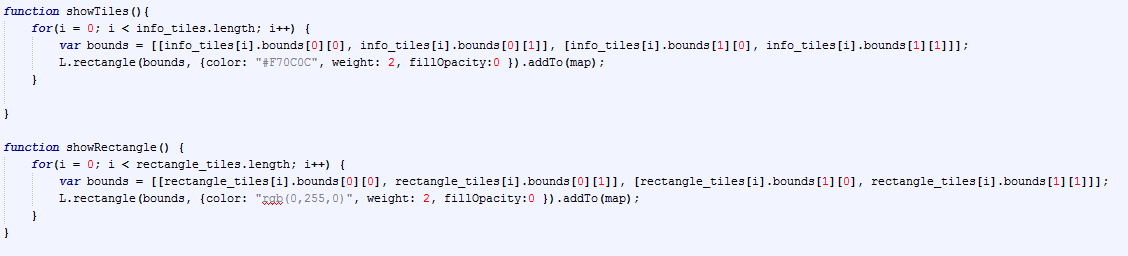 function showTiles(){
for(i = 0; i < info_tiles.length; i++) {
var bounds = [[info_tiles[i].bounds[0][0], info_tiles[i].bounds[0][1]], [info_tiles[i].bounds[1][0], info_tiles[i].bounds[1][1]]];
L.rectangle(bounds, {color: "#F70C0C", weight: 2, fillOpacity:0 }).addTo(map);
}
}
function showRectangle() {
for(i = 0; i < rectangle_tiles.length; i++) {
var bounds = [[rectangle_tiles[i].bounds[0][0], rectangle_tiles[i].bounds[0][1]], [rectangle_tiles[i].bounds[1][0], rectangle_tiles[i].bounds[1][1]]];
L.rectangle(bounds, {color: "rgb(0,255,0)", weight: 2, fillOpacity:0 }).addTo(map);
}
}